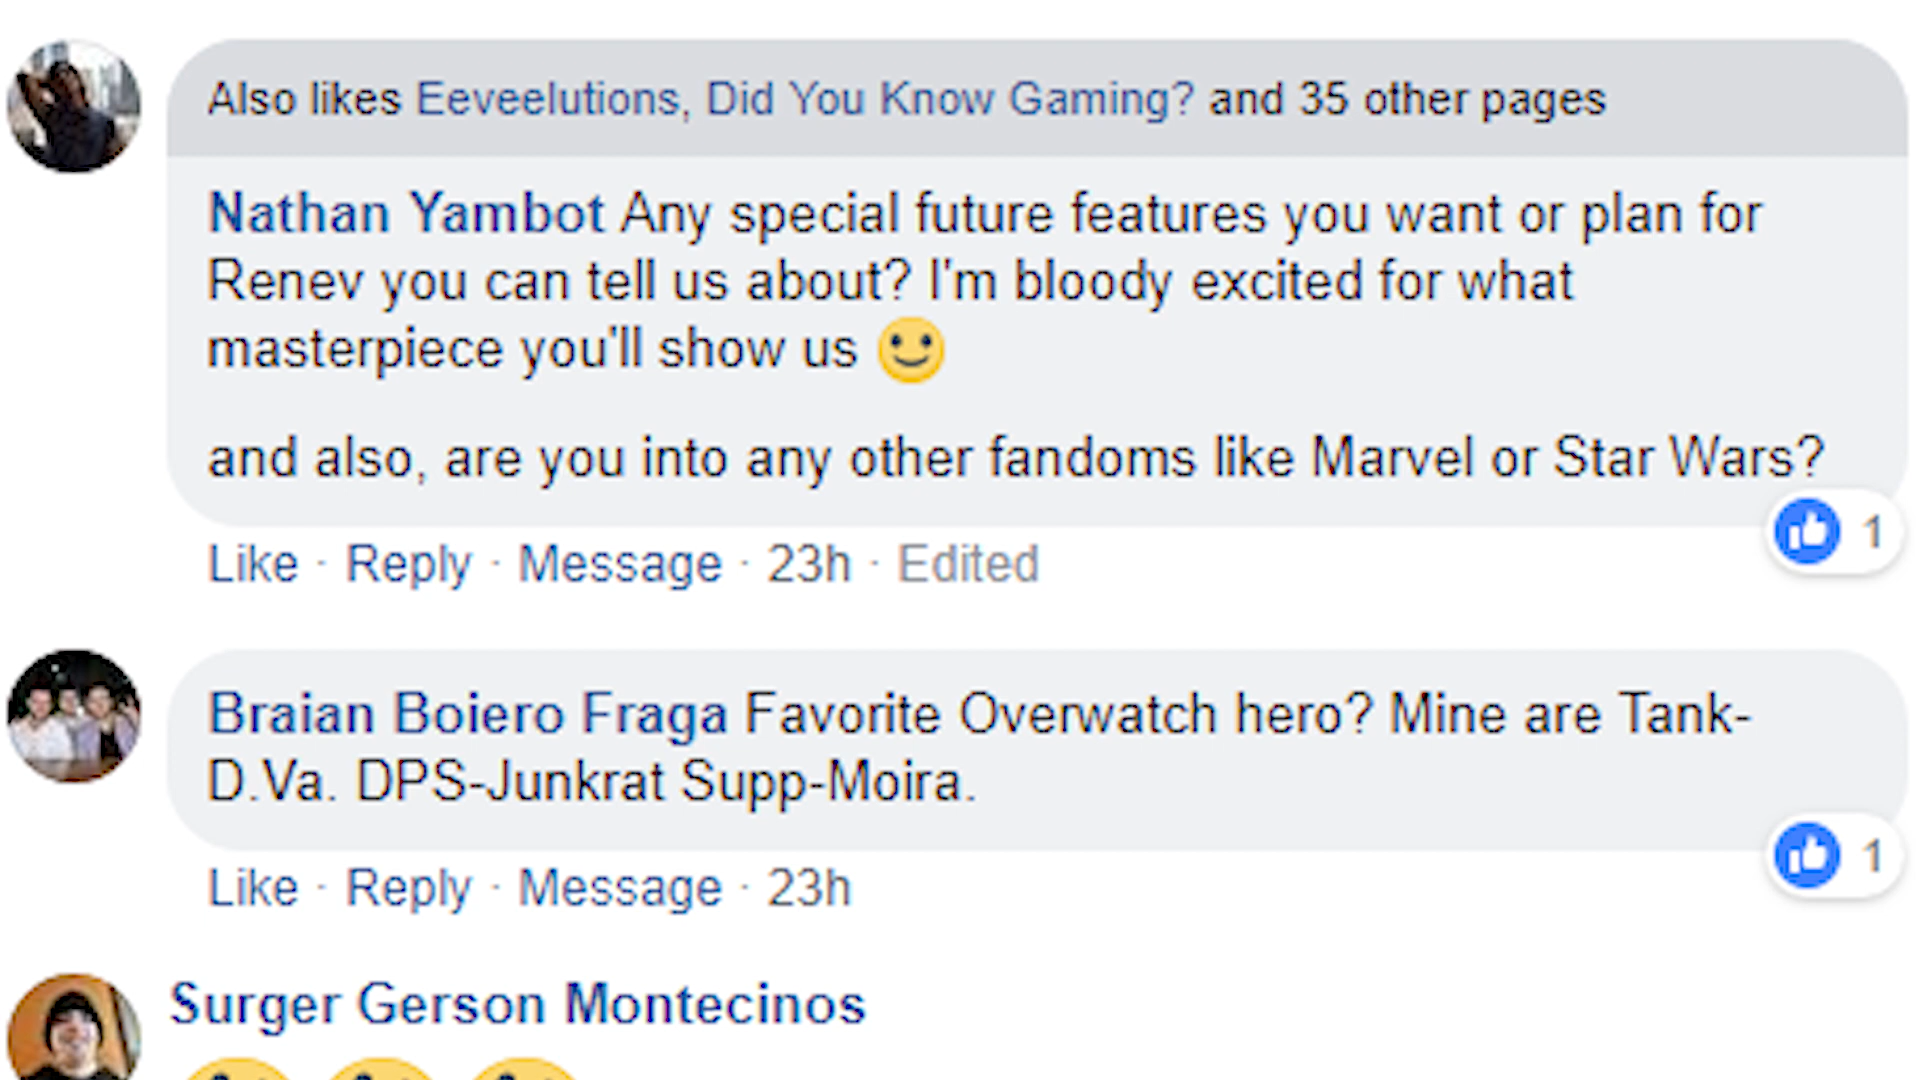 Also likes Eeveelutions, Did You Know Gaming? and 35 other pages
Nathan Yambot Any special future features you want or plan for
Renev you can tell us about? I'm bloody excited for what
masterpiece you'll show us 🙂
and also, are you into any other fandoms like Marvel or Star Wars?
1
Like · Reply · Message · 23h · Edited
Braian Boiero Fraga Favorite Overwatch hero? Mine are Tank-
D.Va. DPS-Junkrat Supp-Moira.
1
Like · Reply · Message · 23h
Surger Gerson Montecinos